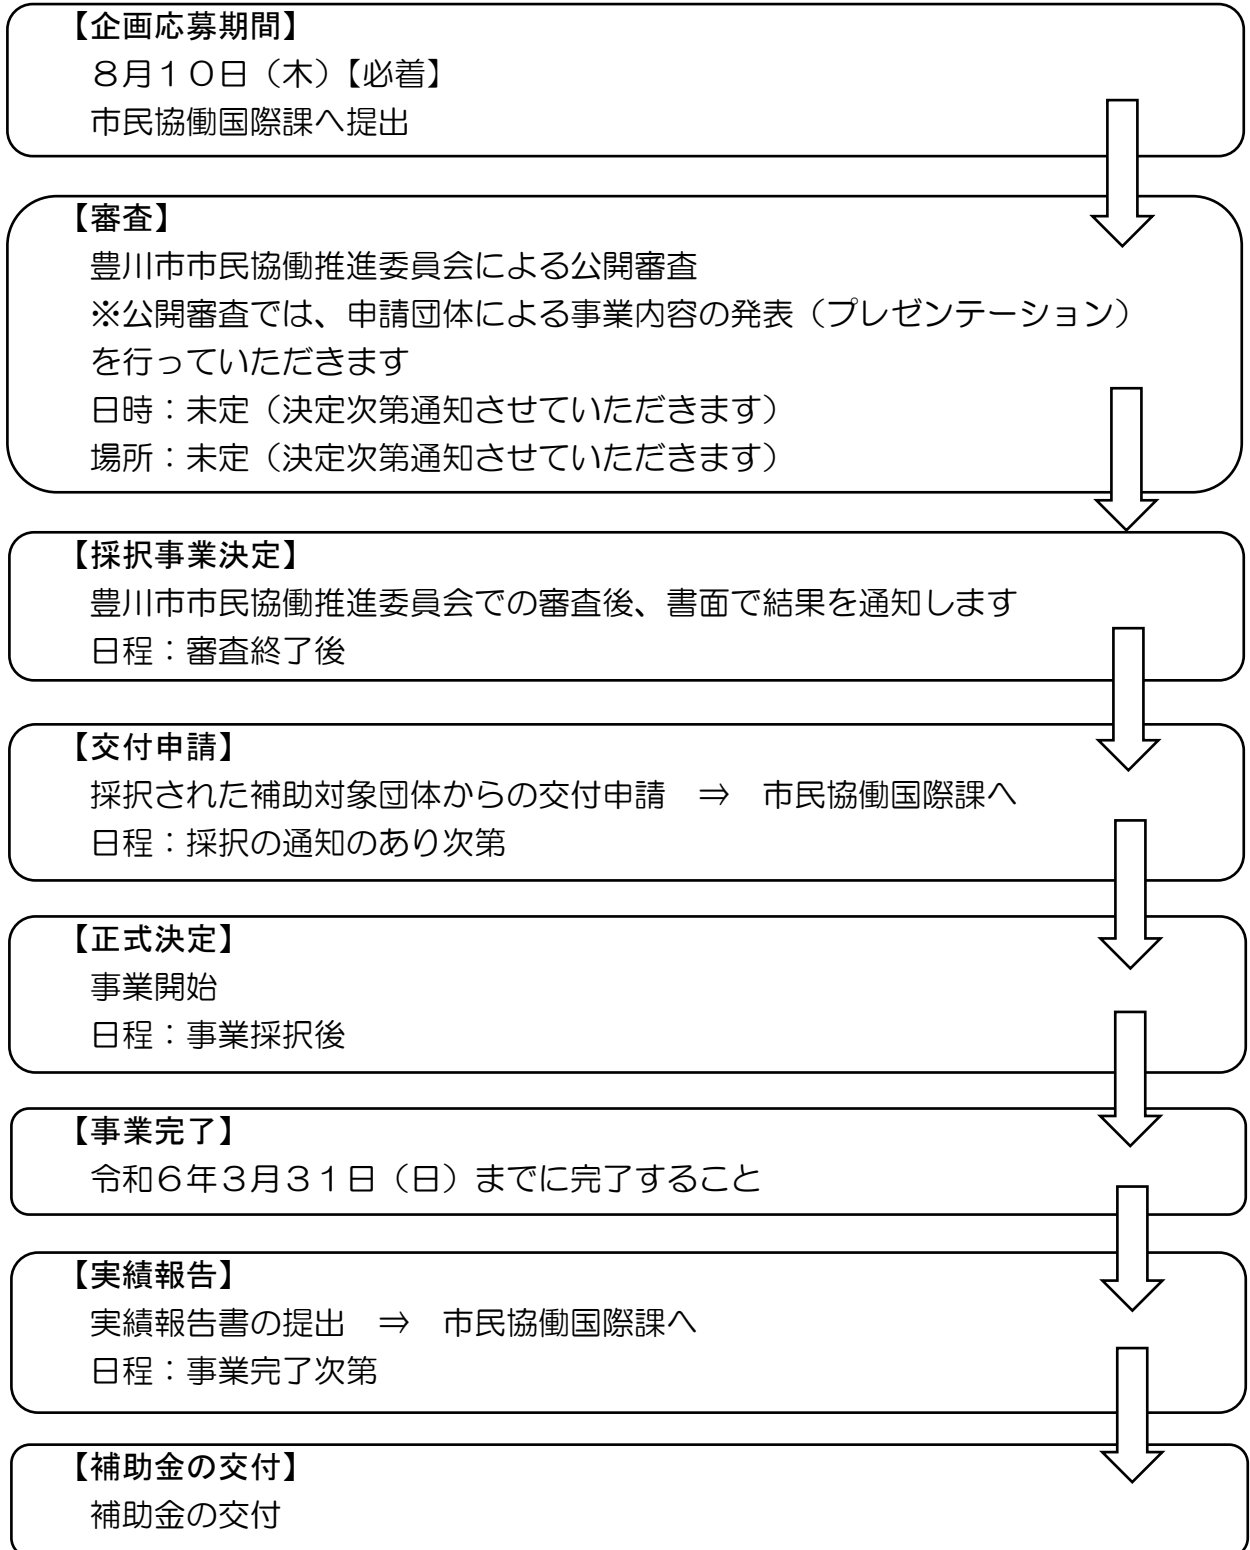 【企画応募期間】
８月１０日（木）【必着】
市民協働国際課へ提出
【審査】
豊川市市民協働推進委員会による公開審査
※公開審査では、申請団体による事業内容の発表（プレゼンテーション）
を行っていただきます
日時：未定（決定次第通知させていただきます）
場所：未定（決定次第通知させていただきます）
【採択事業決定】
豊川市市民協働推進委員会での審査後、書面で結果を通知します
日程：審査終了後
【交付申請】
採択された補助対象団体からの交付申請　⇒　市民協働国際課へ
日程：採択の通知のあり次第
【正式決定】
事業開始
日程：事業採択後
【事業完了】
令和６年３月３１日（日）までに完了すること
【実績報告】
実績報告書の提出　⇒　市民協働国際課へ
日程：事業完了次第
【補助金の交付】
補助金の交付